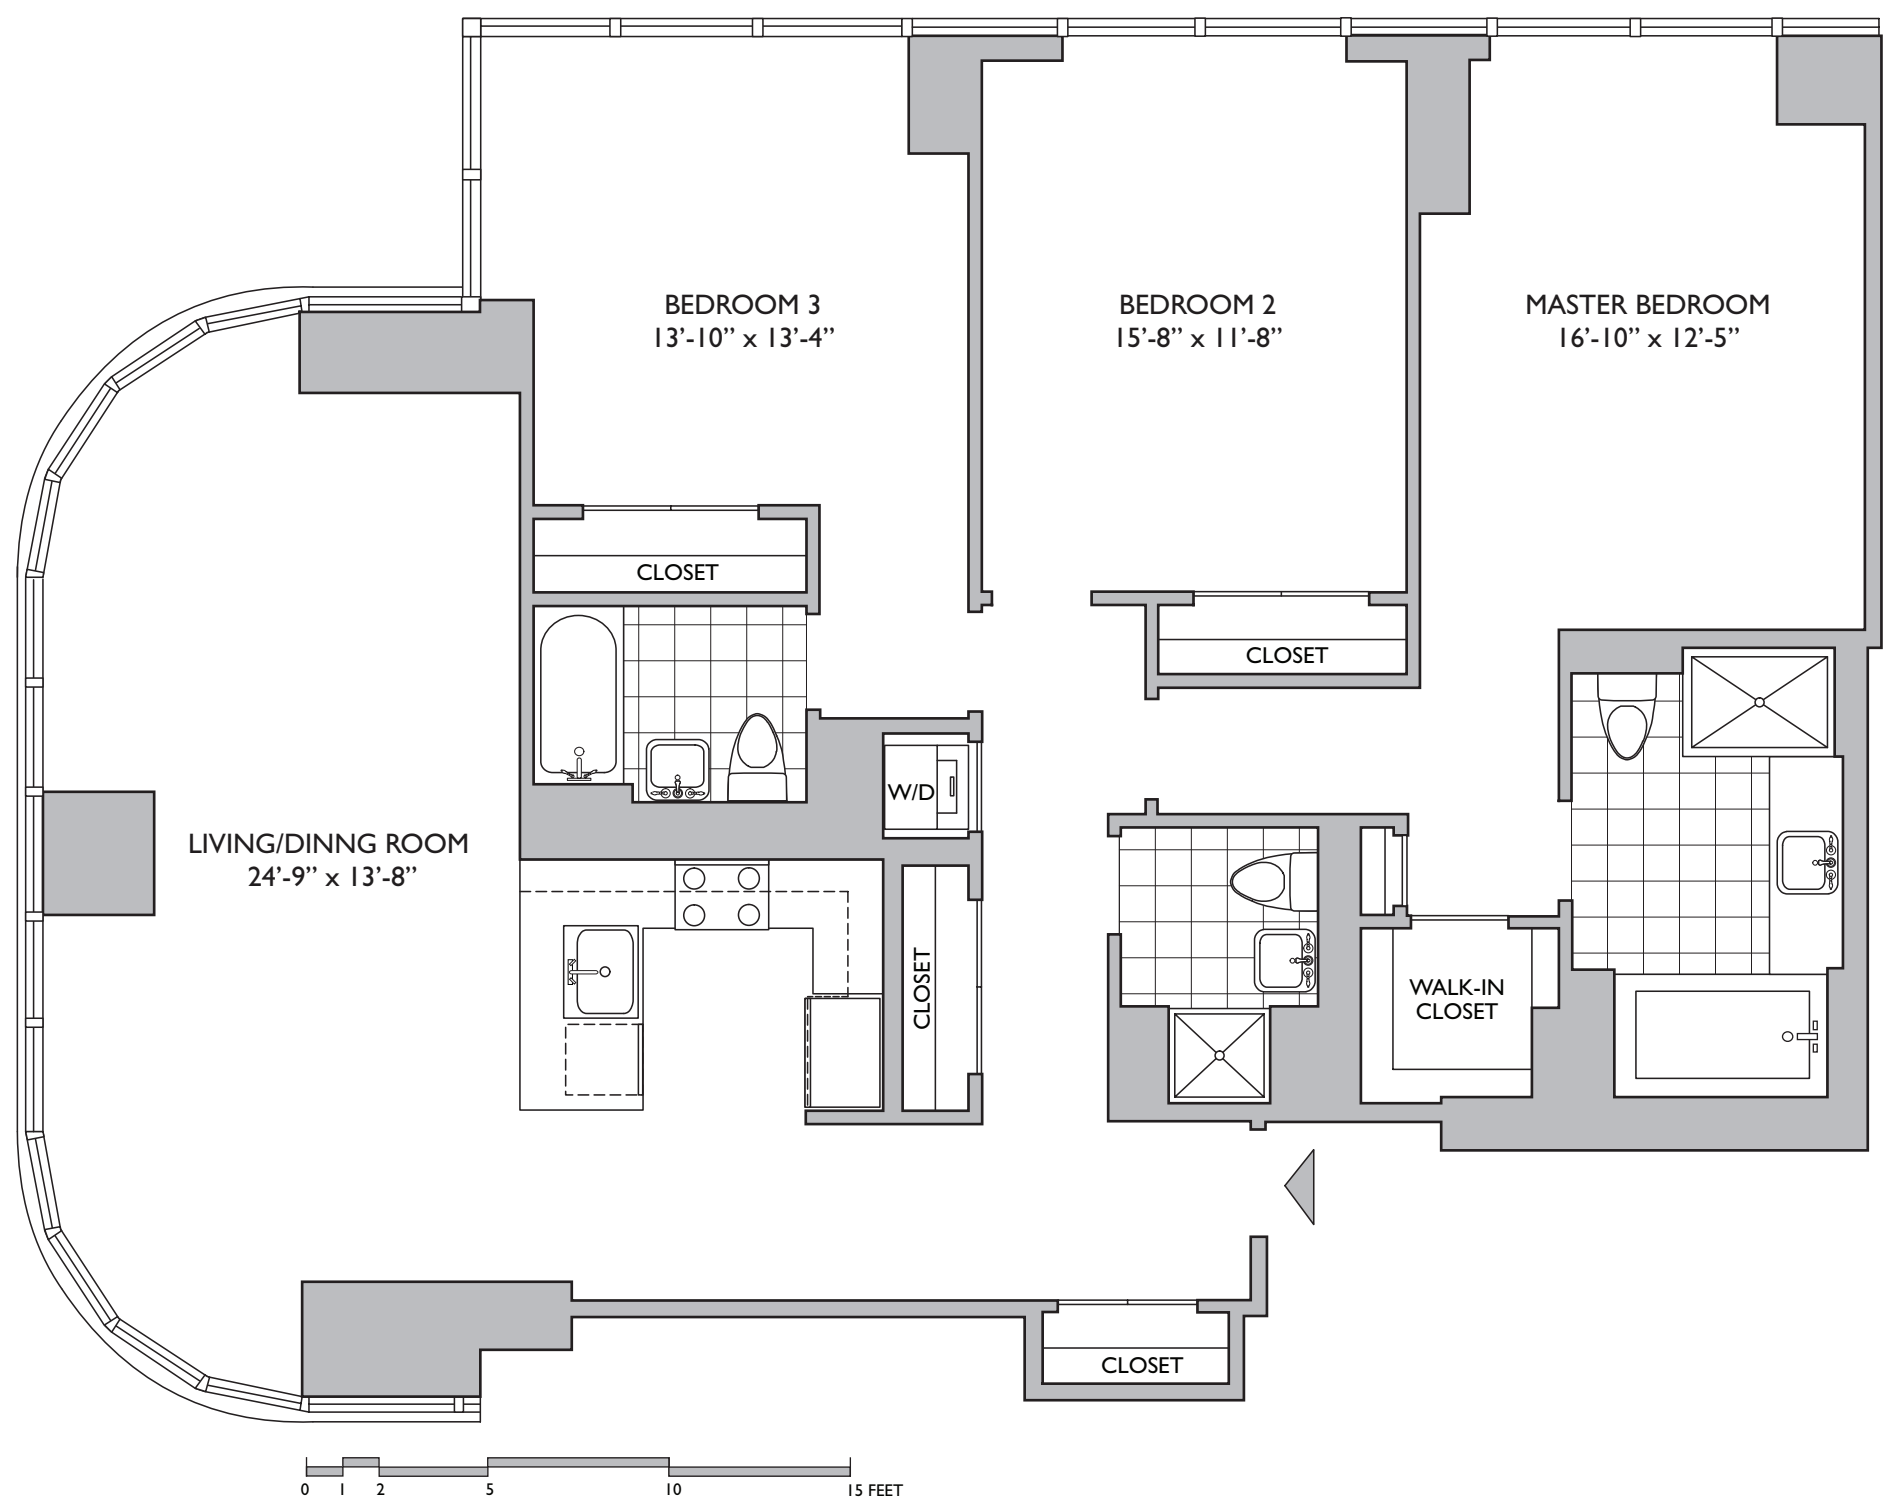 BEDROOM 3
13’-10” x 13’-4”
BEDROOM 2
15’-8” x 11’-8”
MASTER BEDROOM
16’-10” x 12’-5”
CLOSET
CLOSET
W/D
LIVING/DINNG ROOM
24’-9” x 13’-8”
CLOSET
WALK-IN
CLOSET
CLOSET
0 1 2 5 10 15 FEET